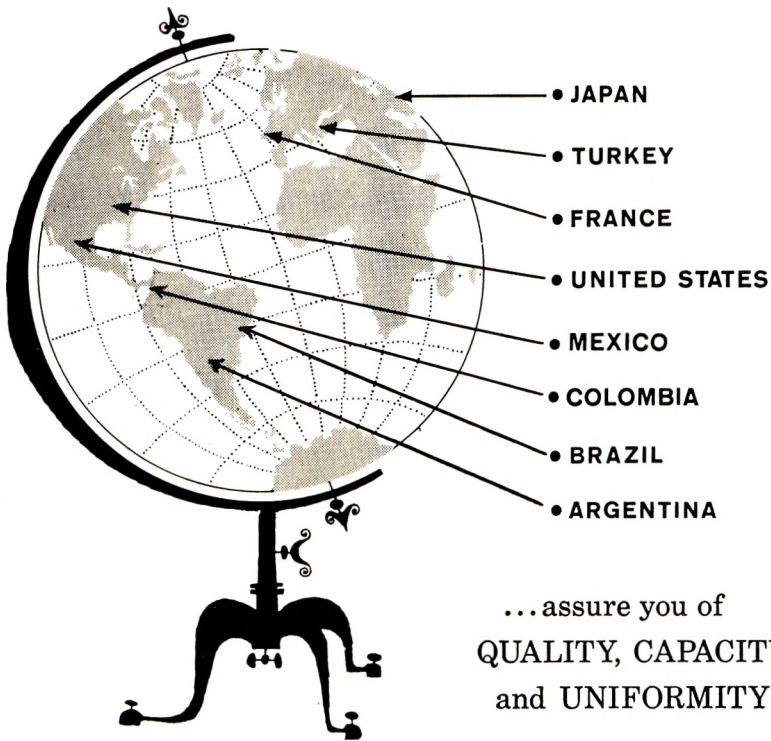 • JAPAN
• TURKEY
• FRANCE
• UNITED STATES
• MEXICO
• COLOMBIA
• BRAZIL
• ARGENTINA
...assure you of
QUALITY, CAPACIT
and UNIFORMITY